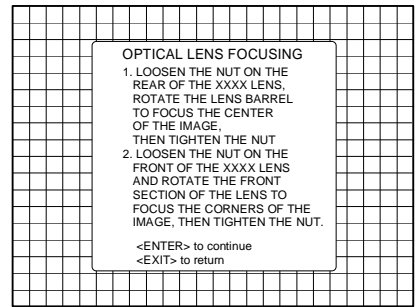 OPTICAL LENS FOCUSING
1. LOOSEN THE NUT ON THE
REAR OF THE XXXX LENS,
ROTATE THE LENS BARREL
TO FOCUS THE CENTER
OF THE IMAGE,
THEN TIGHTEN THE NUT
2. LOOSEN THE NUT ON THE
FRONT OF THE XXXX LENS
AND ROTATE THE FRONT
SECTION OF THE LENS TO
FOCUS THE CORNERS OF THE
IMAGE, THEN TIGHTEN THE NUT.
<ENTER> to continue
<EXIT> to return